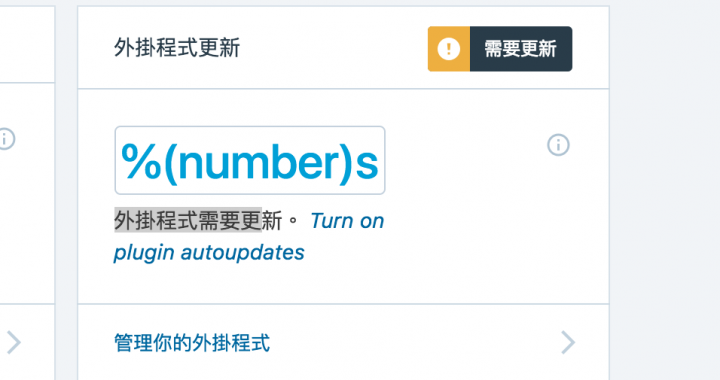 外掛程式更新
需要更新
%(number)s
外掛程式需要更新。 Turn on
plugin autoupdates
管理你的外掛程式